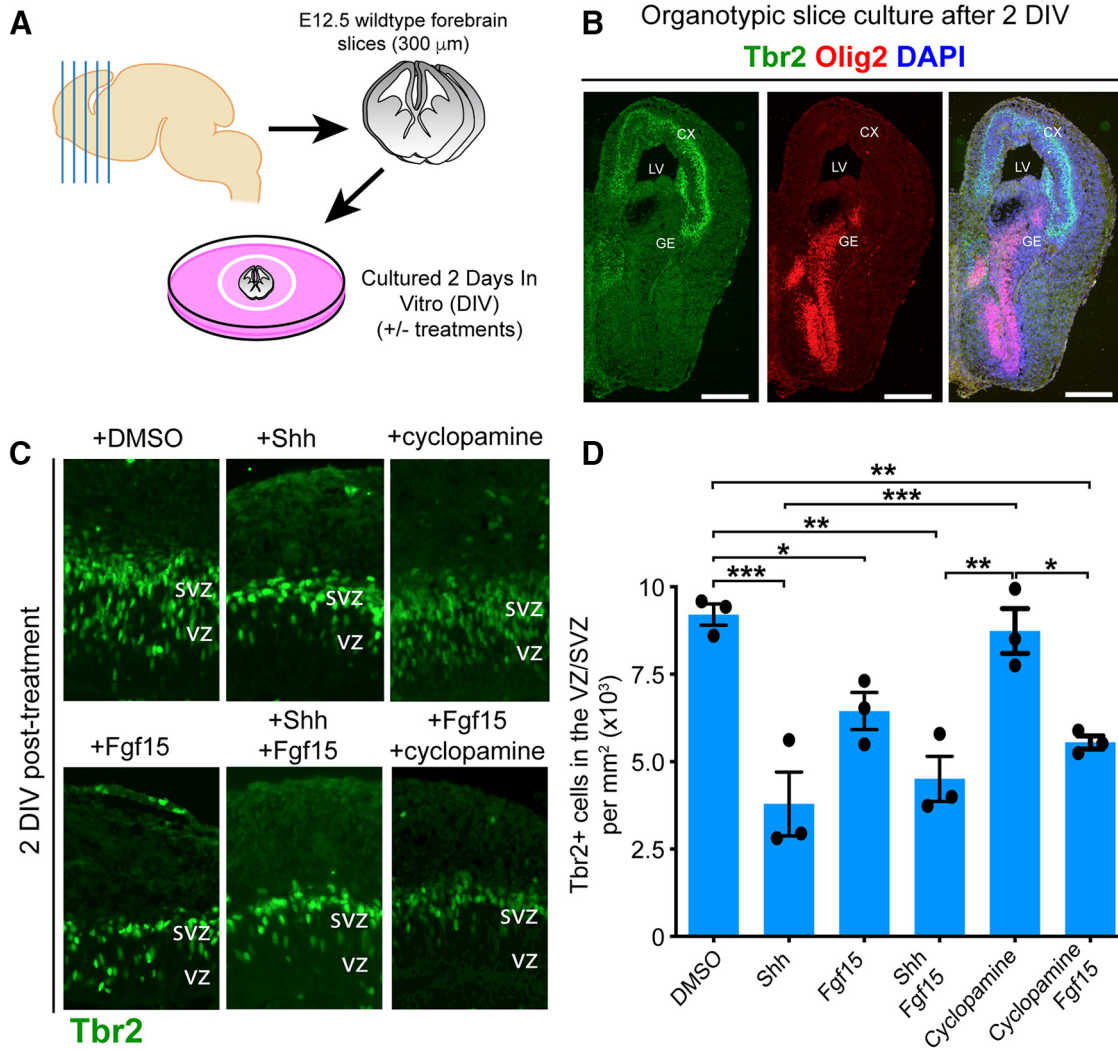 A
E12.5 wildtype forebrain
slices (300 μm)
Cultured 2 Days In
Vitro (DIV)
(+/- treatments)
B
Organotypic slice culture after 2 DIV
Tbr2 Olig2 DAPI
CX
LV
GE
CX
LV
GE
CX
LV
GE
C
2 DIV post-treatment
+DMSO
+Shh
+cyclopamine
SVZ
VZ
SVZ
VZ
SVZ
VZ
+Fgf15
+Shh
+Fgf15
+Fgf15
+cyclopamine
SVZ
VZ
SVZ
VZ
SVZ
VZ
Tbr2
D
**
***
**
*
***
**
*
Tbr2+ cells in the VZ/SVZ
per mm² (x10³)
10
7.5
5.0
2.5
0
DMSO
Shh
Fgf15
Shh
Fgf15
Cyclopamine
Cyclopamine
Fgf15